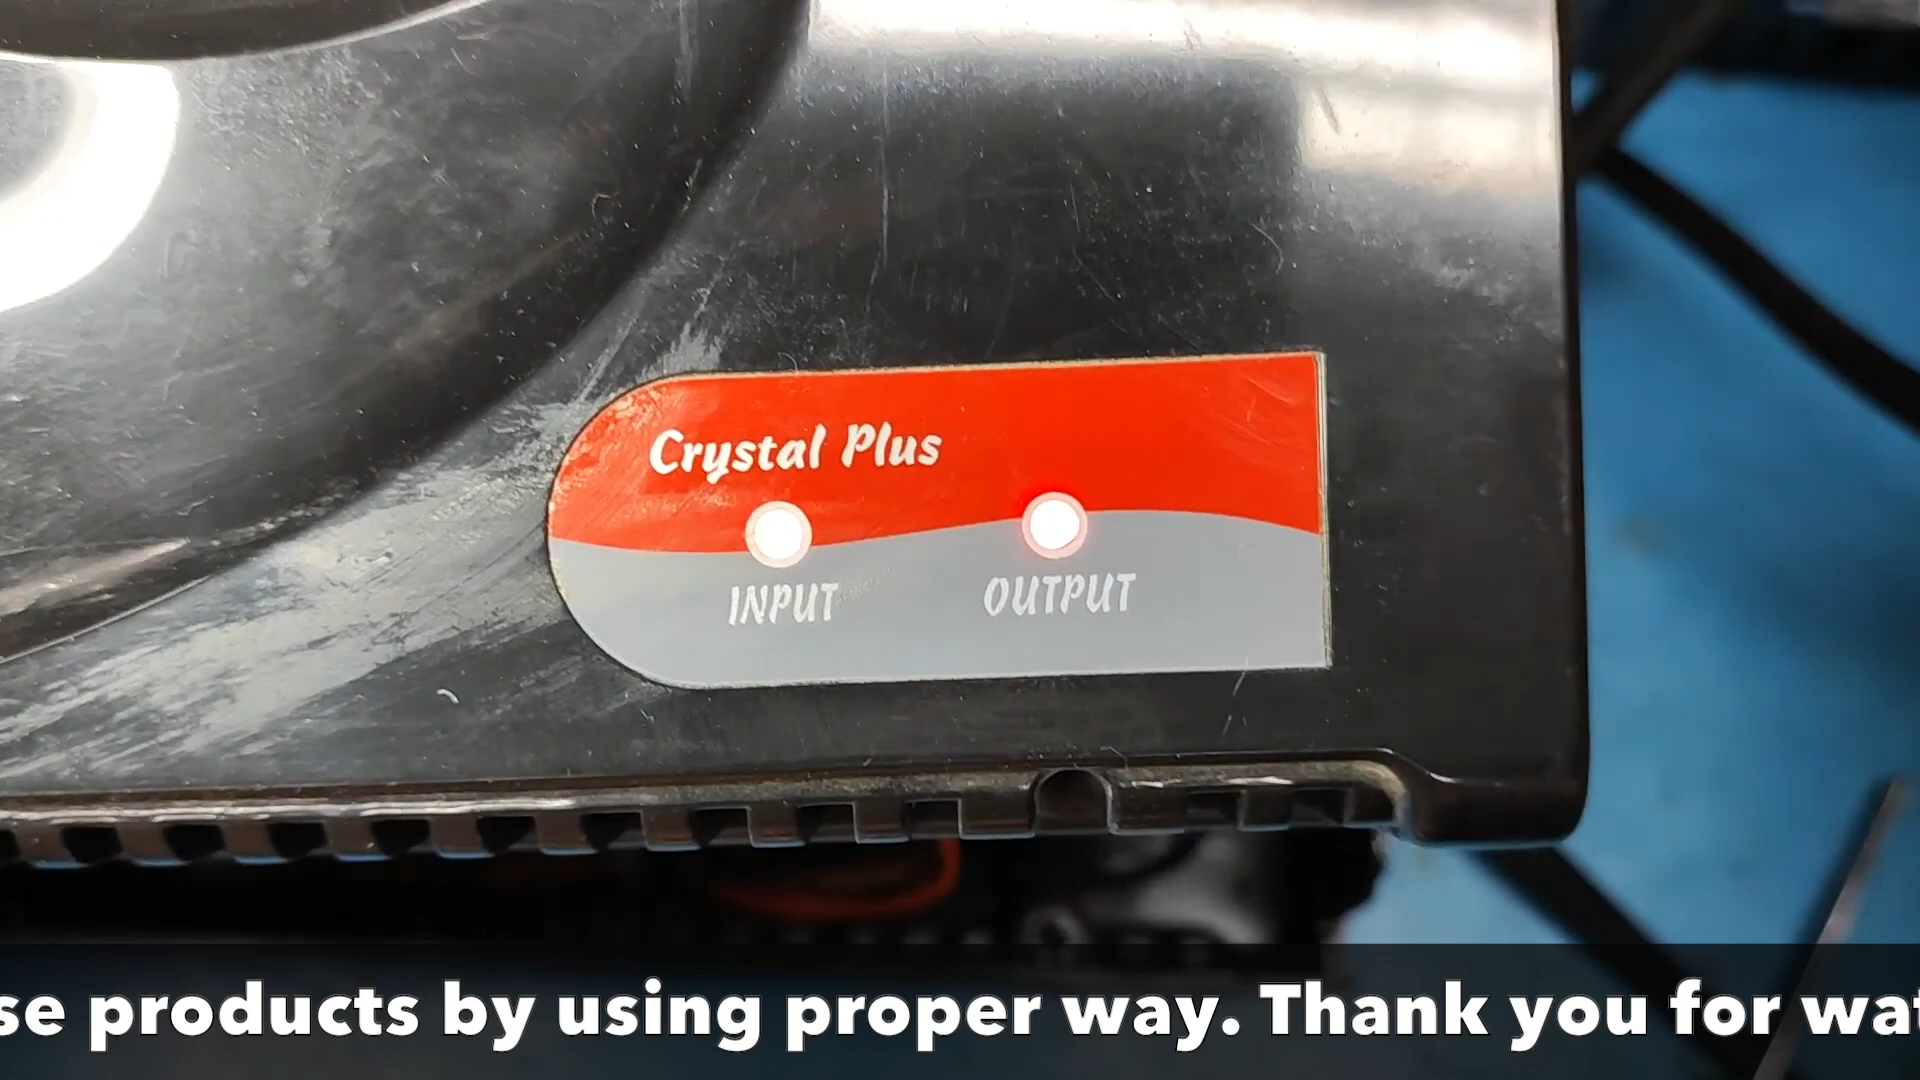 Crystal Plus
INPUT OUTPUT
se products by using proper way. Thank you for wat